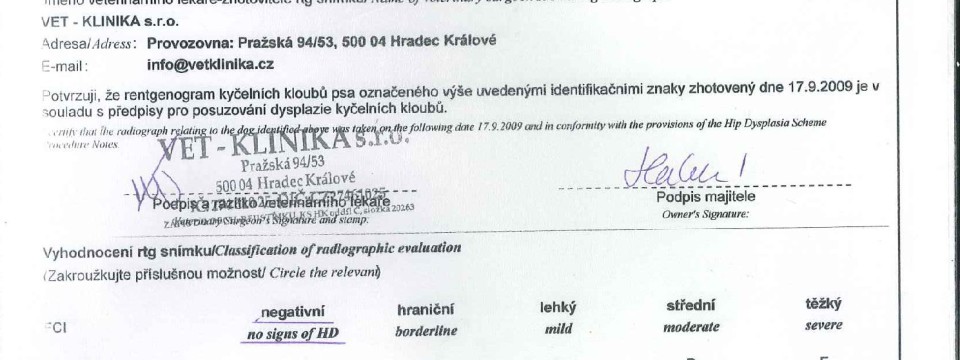 Jméno veterinárního lékaře-zhotovitele rtg snímku/ Name of Veterinary
VET - KLINIKA s.r.o.
Adresa/Adress: Provozovna: Pražská 94/53, 500 04 Hradec Králové
E-mail: info@vetklinika.cz
Potvrzuji, že rentgenogram kyčelních kloubů psa označeného výše uvedenými identifikačními znaky zhotovený dne 17.9.2009 je v
souladu s předpisy pro posuzování dysplazie kyčelních kloubů.
certify that the radiograph relating to the dog identified above was taken on the following date 17.9.2009 and in conformity with the provisions of the Hip Dysplasia Scheme
Procedure Notes.
VET - KLINIKA s.r.o.
Pražská 94/53
500 04 Hradec Králové
Podpis a razítko veterinárního lékaře
Veterinary Surgeon's Signature and stamp.
oddíl C, složka 20263
Podpis majitele
Owner's Signature:
Vyhodnocení rtg snímku/Classification of radiographic evaluation
(Zakroužkujte příslušnou možnost/ Circle the relevant)
negativní hraniční lehký střední těžký
FCI no signs of HD borderline mild moderate severe